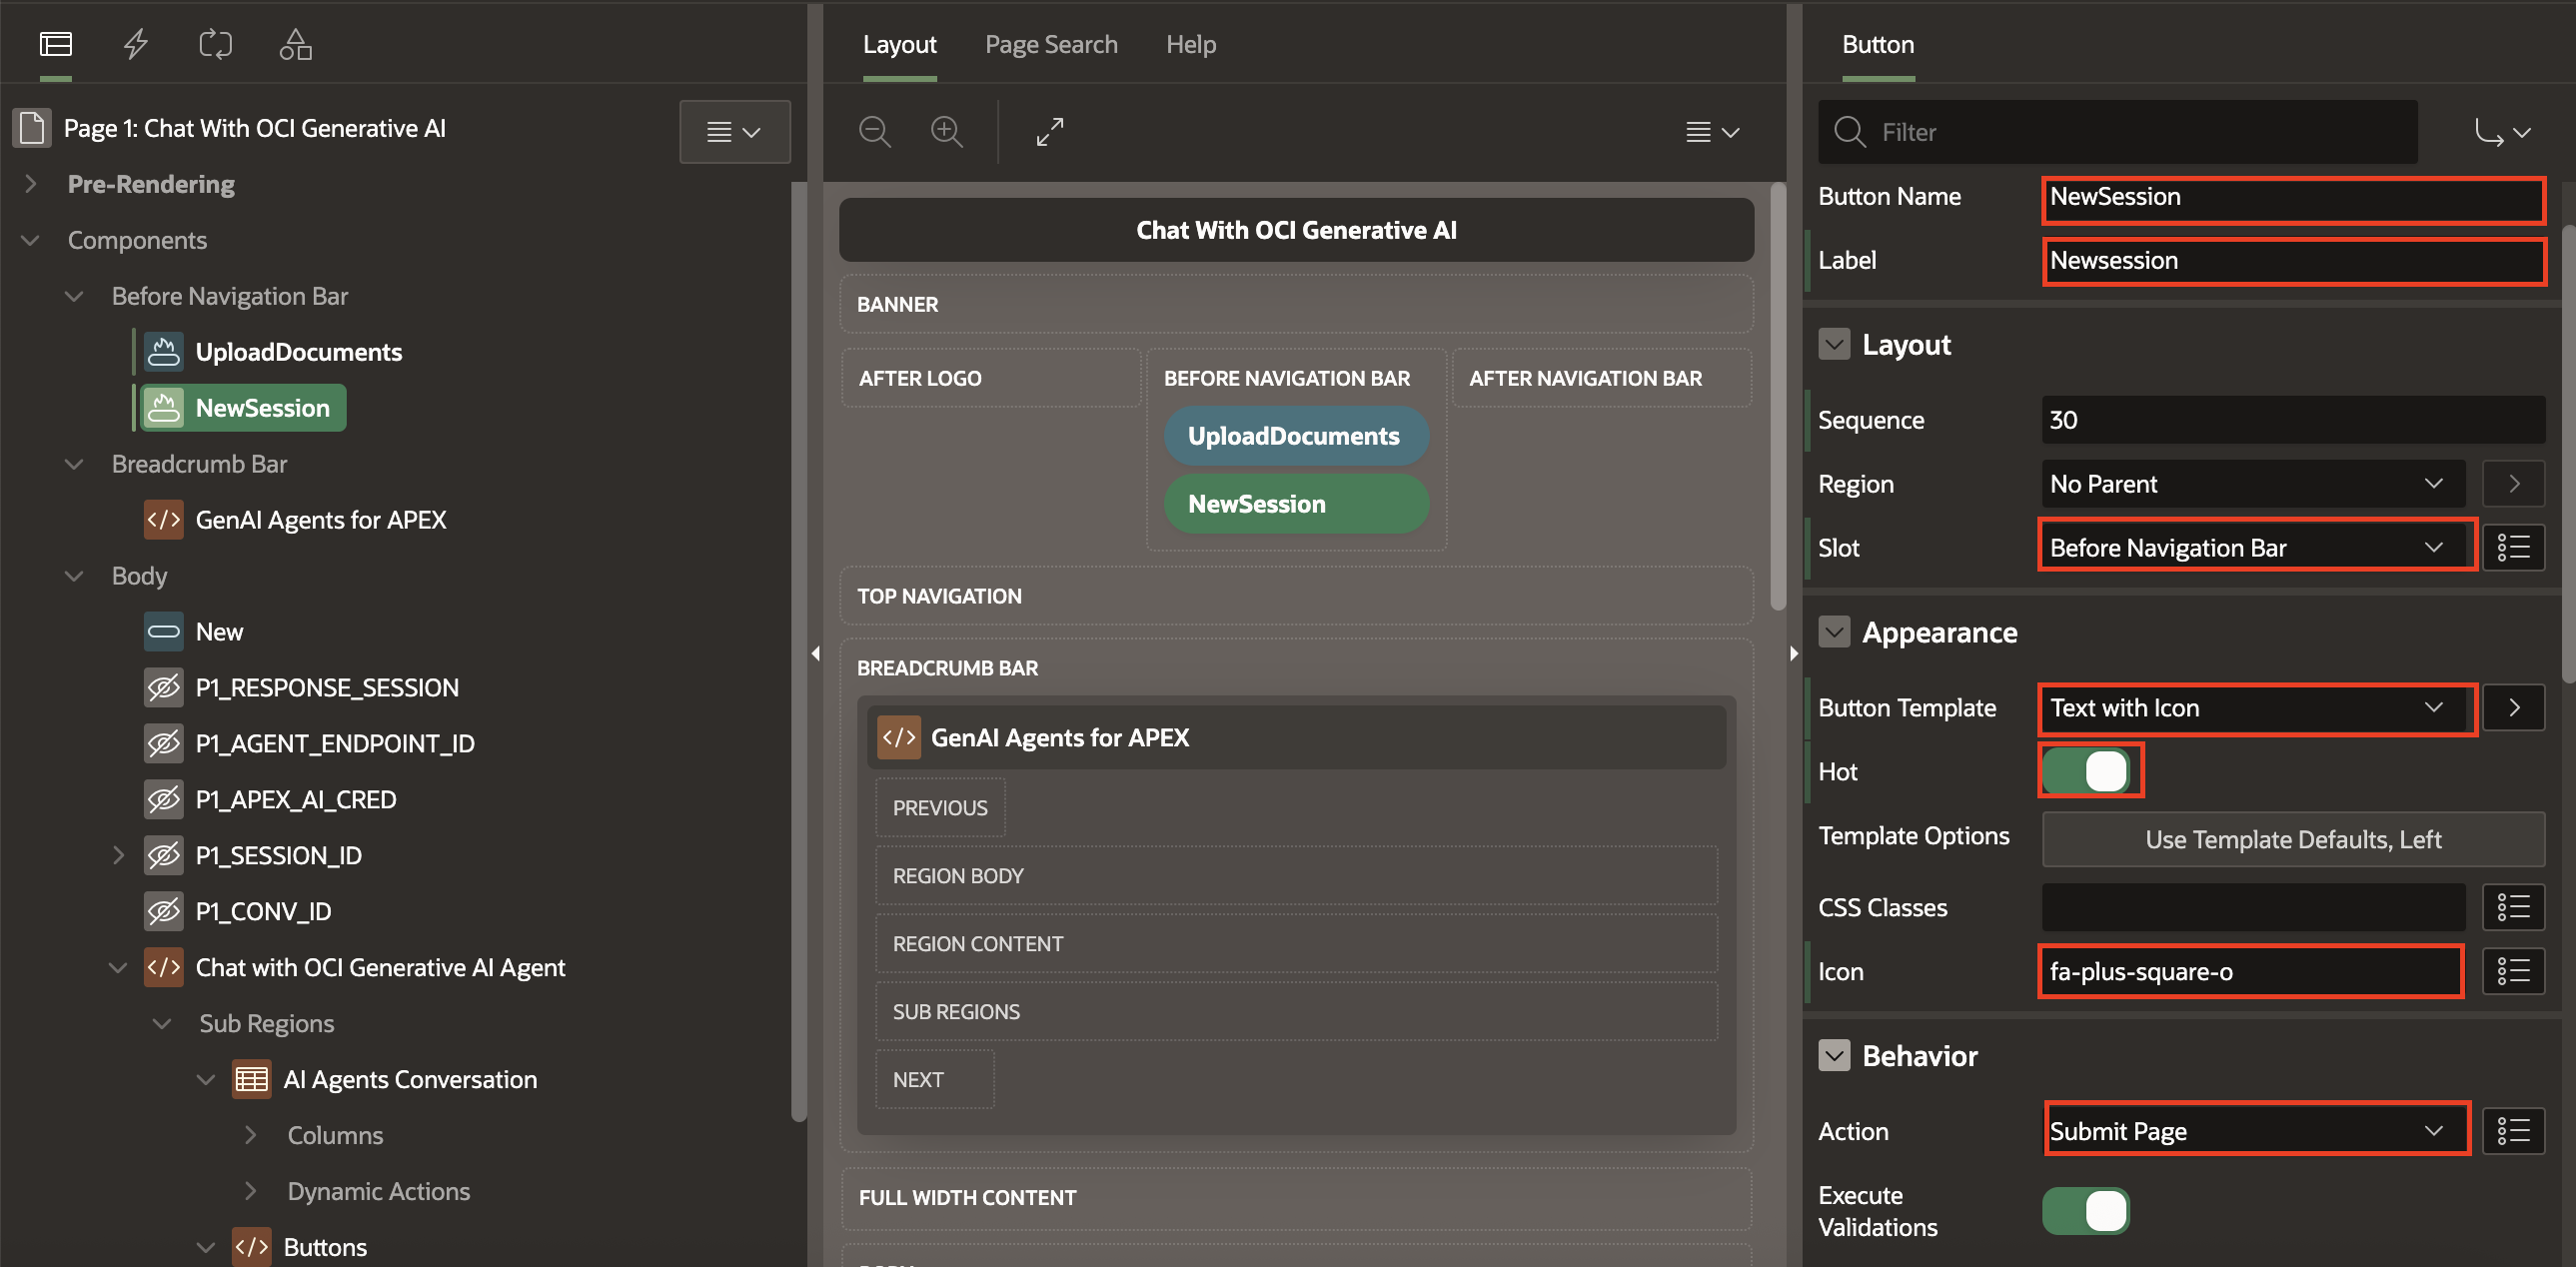 Page 1: Chat With OCI Generative AI
Pre-Rendering
Components
Before Navigation Bar
UploadDocuments
NewSession
Breadcrumb Bar
GenAI Agents for APEX
Body
New
P1_RESPONSE_SESSION
P1_AGENT_ENDPOINT_ID
P1_APEX_AI_CRED
P1_SESSION_ID
P1_CONV_ID
Chat with OCI Generative AI Agent
Sub Regions
AI Agents Conversation
Columns
Dynamic Actions
Buttons
Layout Page Search Help
Chat With OCI Generative AI
BANNER
AFTER LOGO
BEFORE NAVIGATION BAR
AFTER NAVIGATION BAR
UploadDocuments
NewSession
TOP NAVIGATION
BREADCRUMB BAR
GenAI Agents for APEX
PREVIOUS
REGION BODY
REGION CONTENT
SUB REGIONS
NEXT
FULL WIDTH CONTENT
Button
Filter
Button Name NewSession
Label Newsession
Layout
Sequence 30
Region No Parent
Slot Before Navigation Bar
Appearance
Button Template Text with Icon
Hot
Template Options Use Template Defaults, Left
CSS Classes
Icon fa-plus-square-o
Behavior
Action Submit Page
Execute
Validations